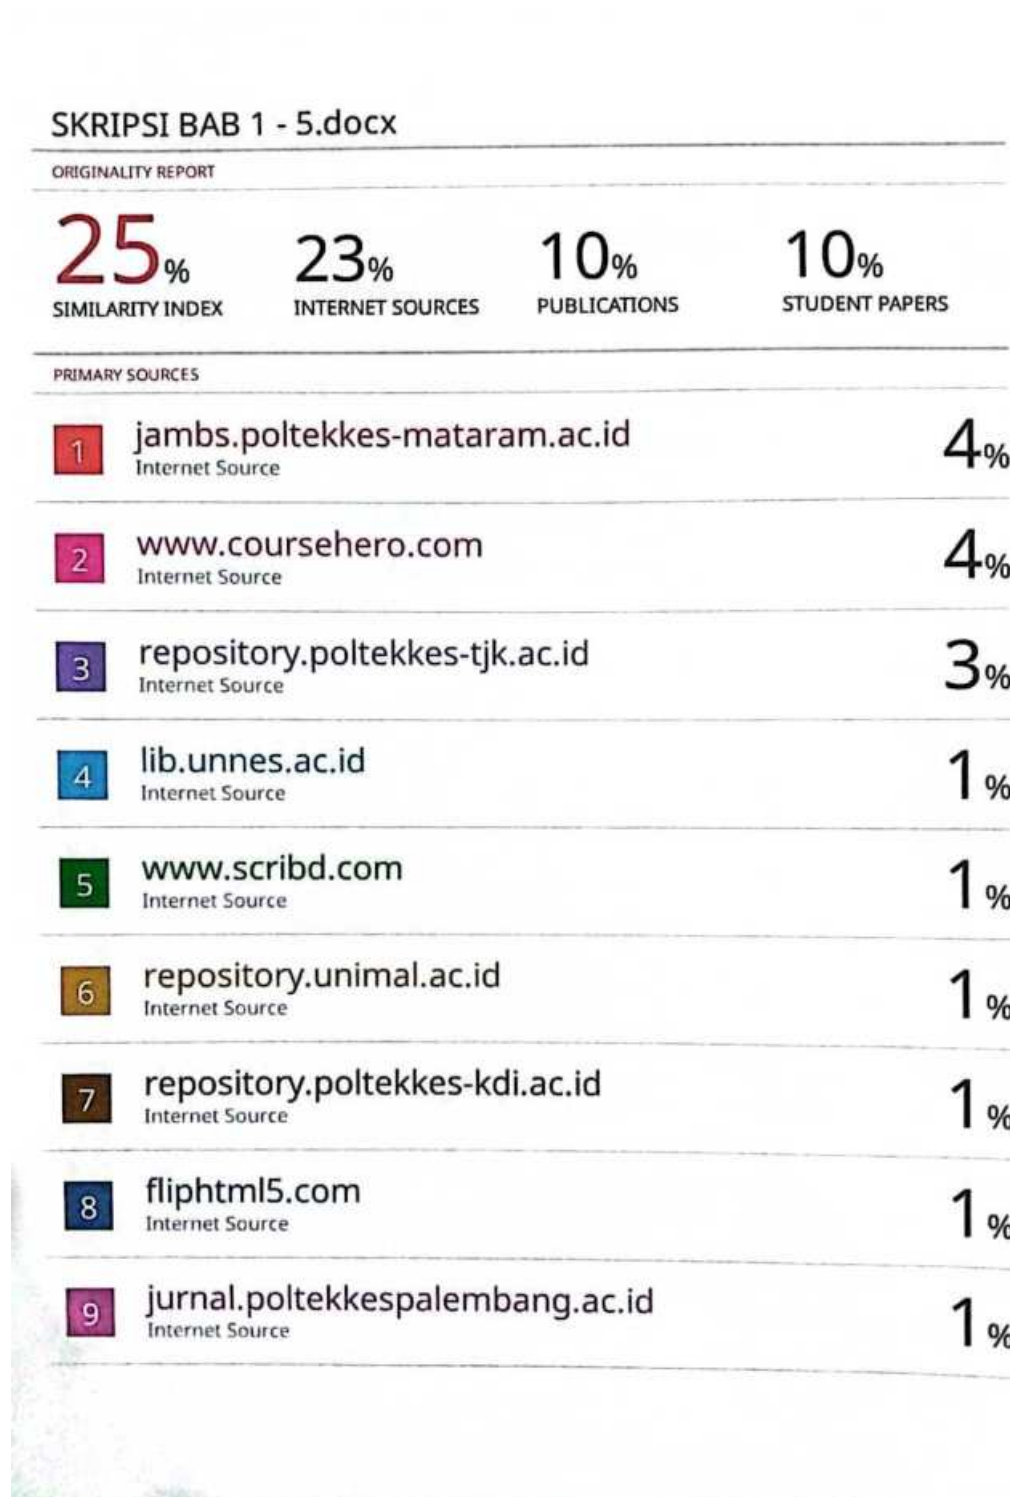 SKRIPSI BAB 1 - 5.docx
ORIGINALITY REPORT
25% 23% 10% 10%
SIMILARITY INDEX INTERNET SOURCES PUBLICATIONS STUDENT PAPERS
PRIMARY SOURCES
1 jambs.poltekkes-mataram.ac.id 4%
Internet Source
2 www.coursehero.com 4%
Internet Source
3 repository.poltekkes-tjk.ac.id 3%
Internet Source
4 lib.unnes.ac.id 1%
Internet Source
5 www.scribd.com 1%
Internet Source
6 repository.unimal.ac.id 1%
Internet Source
7 repository.poltekkes-kdi.ac.id 1%
Internet Source
8 fliphtml5.com 1%
Internet Source
9 jurnal.poltekkespalembang.ac.id 1%
Internet Source